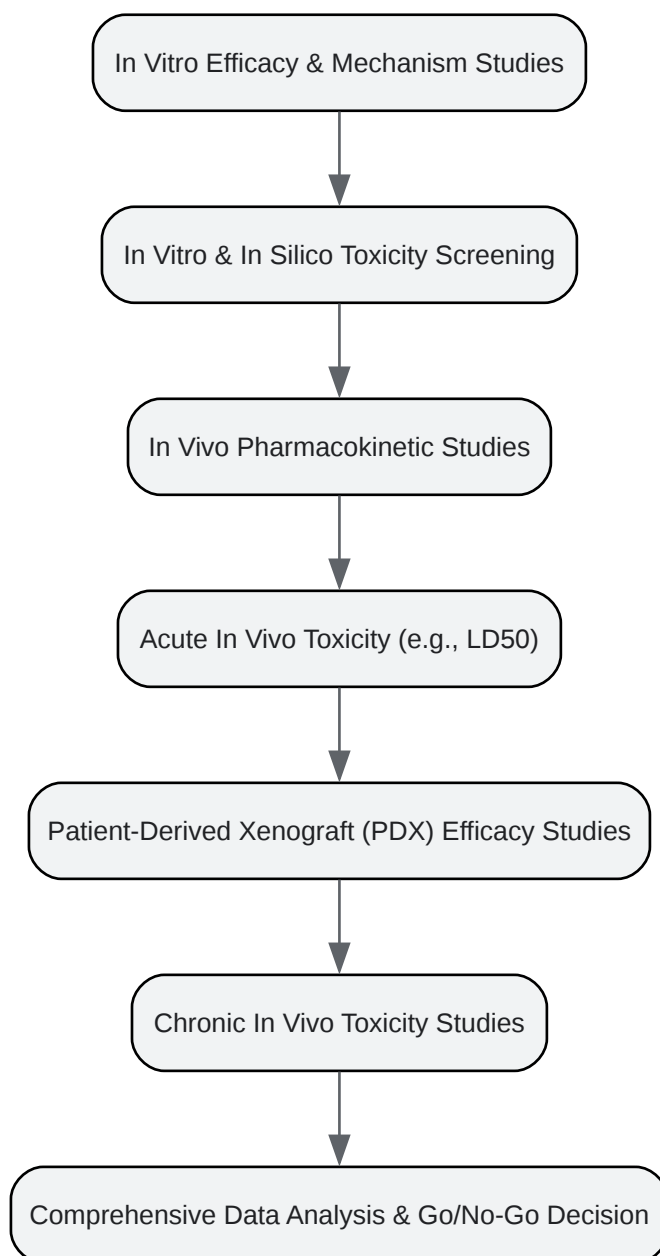 In Vitro Efficacy & Mechanism Studies
In Vitro & In Silico Toxicity Screening
In Vivo Pharmacokinetic Studies
Acute In Vivo Toxicity (e.g., LD50)
Patient-Derived Xenograft (PDX) Efficacy Studies
Chronic In Vivo Toxicity Studies
Comprehensive Data Analysis & Go/No-Go Decision